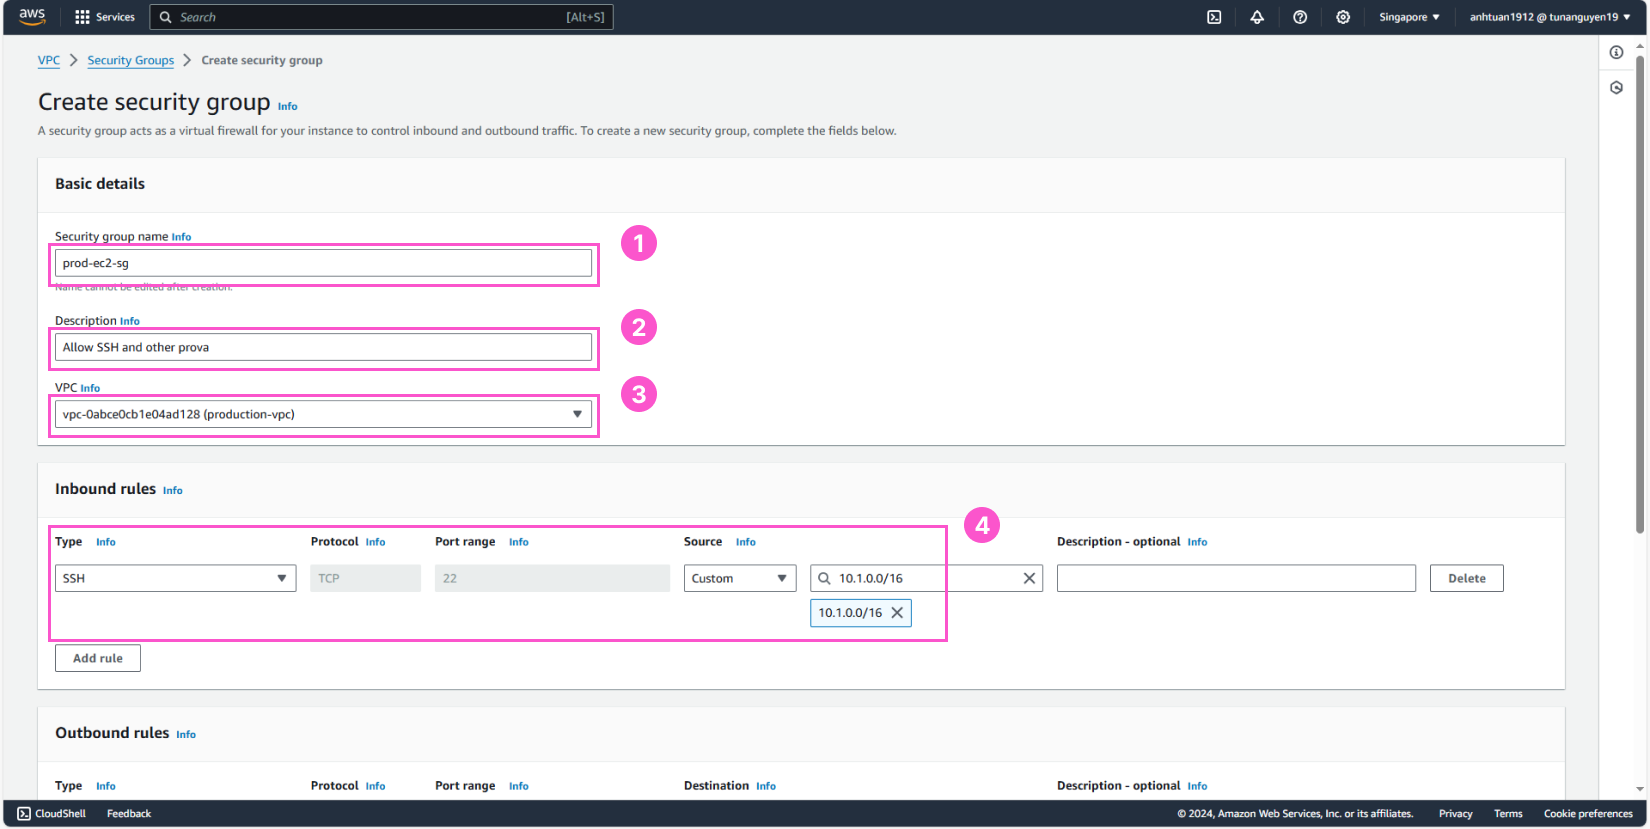 aws Services Search [Alt+S] Singapore anhtuan1912 @ tunanguyen19
VPC Security Groups Create security group
Create security group Info
A security group acts as a virtual firewall for your instance to control inbound and outbound traffic. To create a new security group, complete the fields below.
Basic details
Security group name Info
1
prod-ec2-sg
Name cannot be edited after creation.
Description Info
2
Allow SSH and other prova
VPC Info
3
vpc-0abce0cb1e04ad128 (production-vpc)
Inbound rules Info
4
Type Info Protocol Info Port range Info Source Info Description - optional Info
SSH TCP 22 Custom 10.1.0.0/16 Delete
10.1.0.0/16
Add rule
Outbound rules Info
Type Info Protocol Info Port range Info Destination Info Description - optional Info
CloudShell Feedback © 2024, Amazon Web Services, Inc. or its affiliates. Privacy Terms Cookie preferences